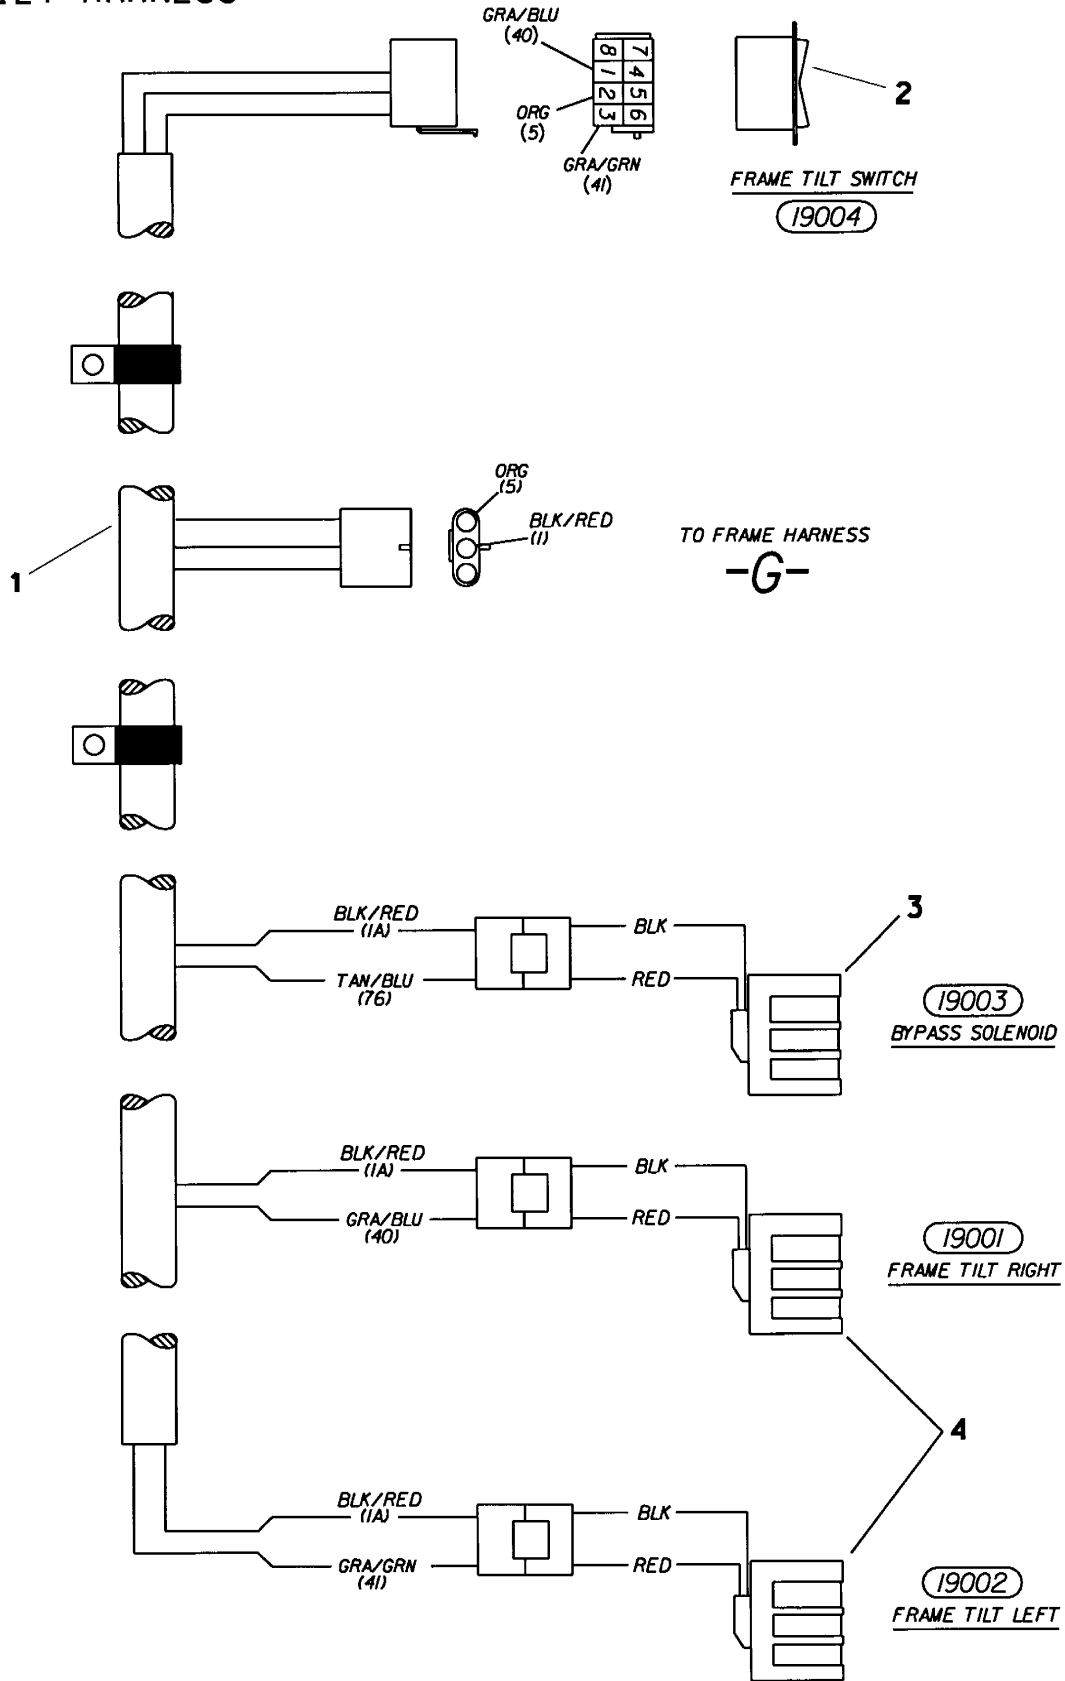 HARNESS
GRA/BLU
(40)
8 7
1 4
2 5
3 6
ORG
(5)
GRA/GRN
(41)
2
FRAME TILT SWITCH
19004
1
ORG
(5)
BLK/RED
(1)
TO FRAME HARNESS
-G-
BLK/RED
(1A)
TAN/BLU
(76)
BLK
RED
3
19003
BYPASS SOLENOID
BLK/RED
(1A)
GRA/BLU
(40)
BLK
RED
19001
FRAME TILT RIGHT
4
BLK/RED
(1A)
GRA/GRN
(41)
BLK
RED
19002
FRAME TILT LEFT